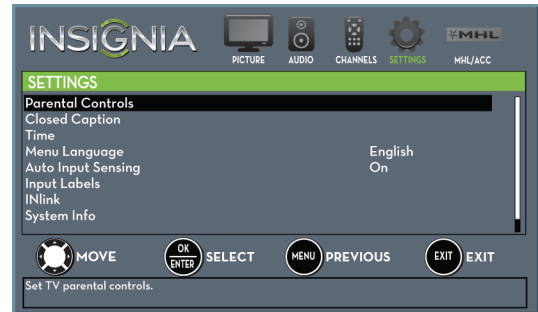 INSIGNIA
PICTURE AUDIO CHANNELS SETTINGS MHL MHL/ACC
SETTINGS
Parental Controls
Closed Caption
Time
Menu Language English
Auto Input Sensing On
Input Labels
INlink
System Info
MOVE OK ENTER SELECT MENU PREVIOUS EXIT EXIT
Set TV parental controls.